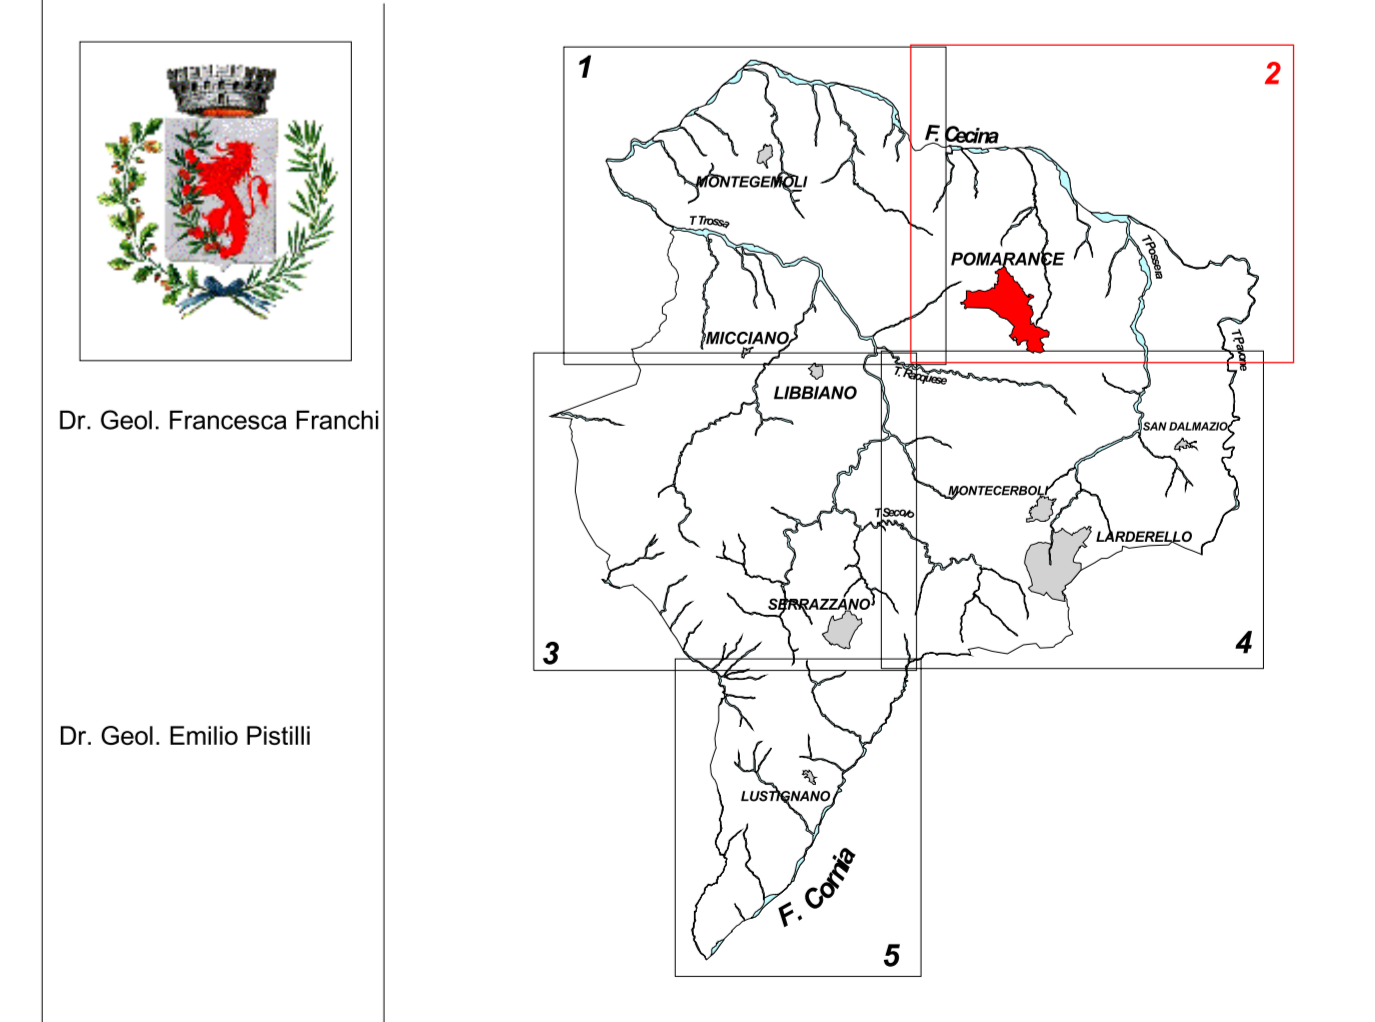 Dr. Geol. Francesca Franchi
Dr. Geol. Emilio Pistilli
1
2
F. Cecina
MONTEGEMOLI
T Trossa
POMARANCE
T Possera
MICCIANO
T Pavone
LIBBIANO
T. Racquese
SAN DALMAZIO
MONTECERBOLI
T Secolo
LARDERELLO
SERRAZZANO
3
4
LUSTIGNANO
F. Cornia
5